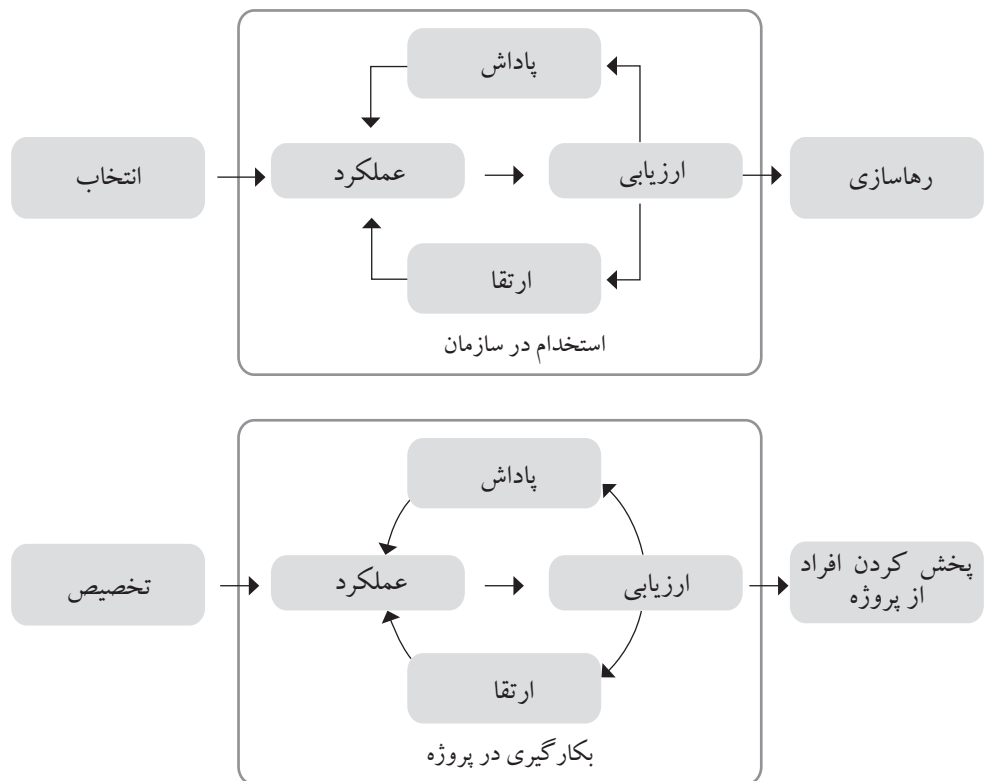 پاداش
انتخاب
عملکرد
ارزیابی
رهاسازی
ارتقا
استخدام در سازمان
پاداش
تخصیص
عملکرد
ارزیابی
پخش کردن افراد
از پروژه
ارتقا
بکارگیری در پروژه